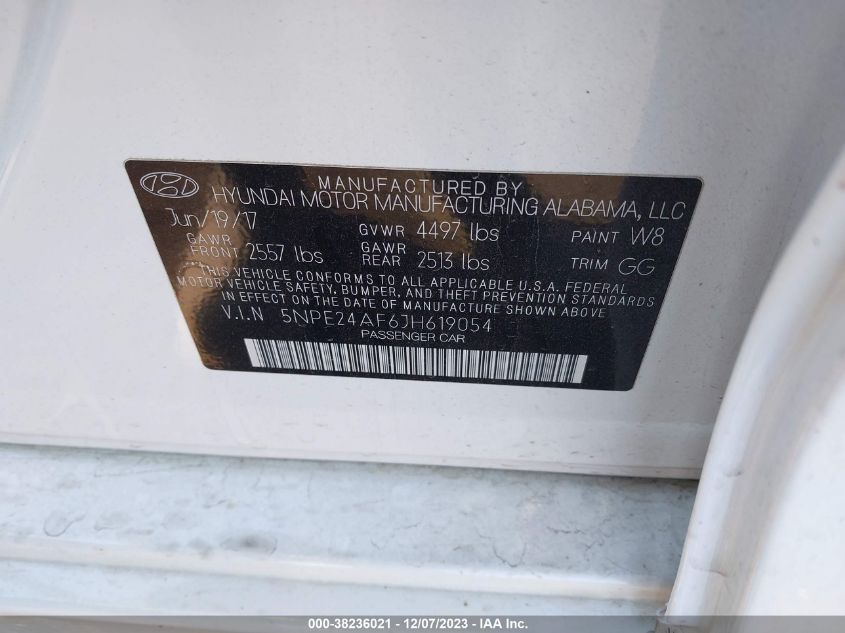 MANUFACTURED BY
HYUNDAI MOTOR MANUFACTURING ALABAMA, LLC
Jun/19/17 GVWR 4497 lbs PAINT W8
GAWR FRONT 2557 lbs GAWR REAR 2513 lbs TRIM GG
THIS VEHICLE CONFORMS TO ALL APPLICABLE U.S.A. FEDERAL
MOTOR VEHICLE SAFETY, BUMPER, AND THEFT PREVENTION STANDARDS
IN EFFECT ON THE DATE OF MANUFACTURE SHOWN ABOVE.
V.I.N 5NPE24AF6JH619054
PASSENGER CAR
000-38236021 - 12/07/2023 - IAA Inc.